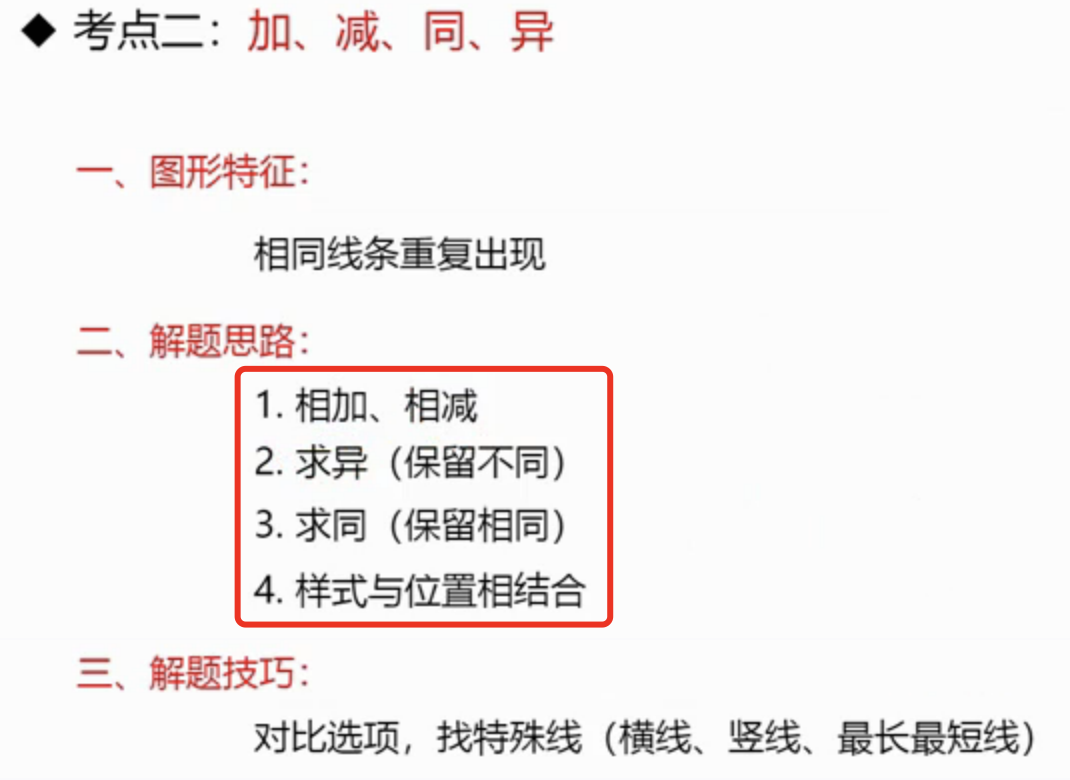 ◆ 考点二：加、减、同、异
一、图形特征：
相同线条重复出现
二、解题思路：
1. 相加、相减
2. 求异（保留不同）
3. 求同（保留相同）
4. 样式与位置相结合
三、解题技巧：
对比选项，找特殊线（横线、竖线、最长最短线）